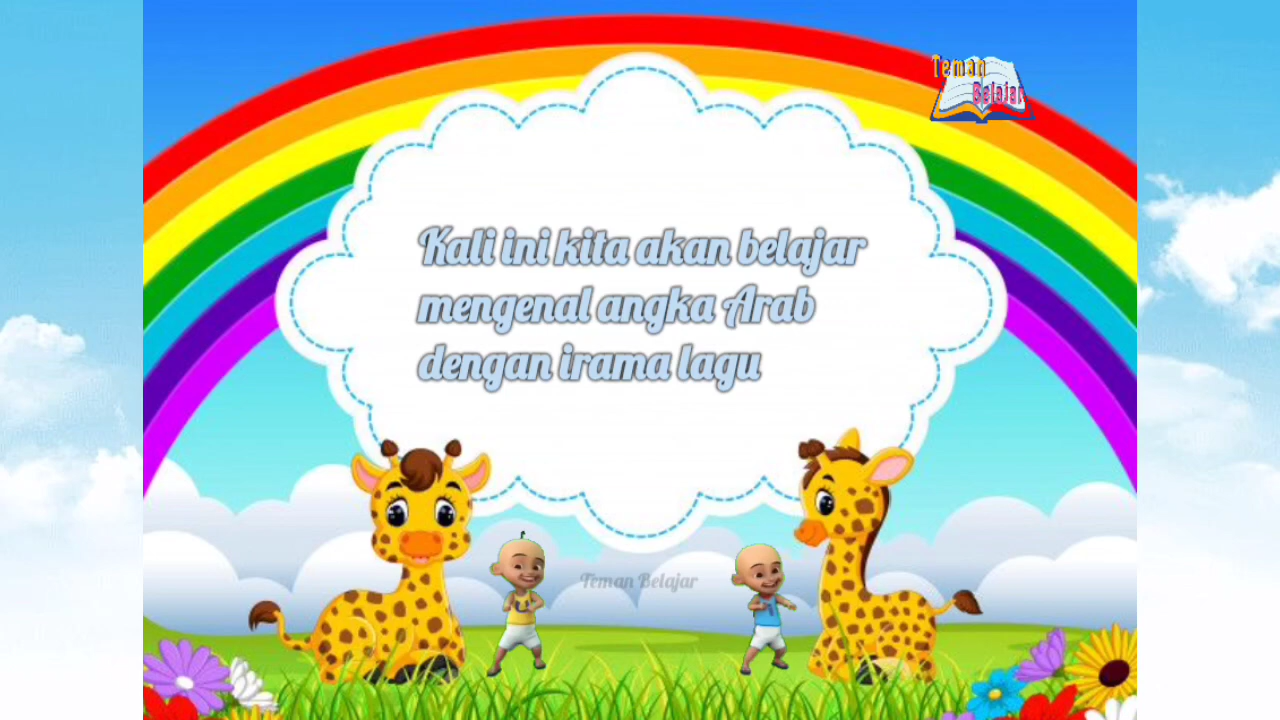 Teman
Belajar
Kali ini kita akan belajar
mengenal angka Arab
dengan irama lagu
Teman Belajar